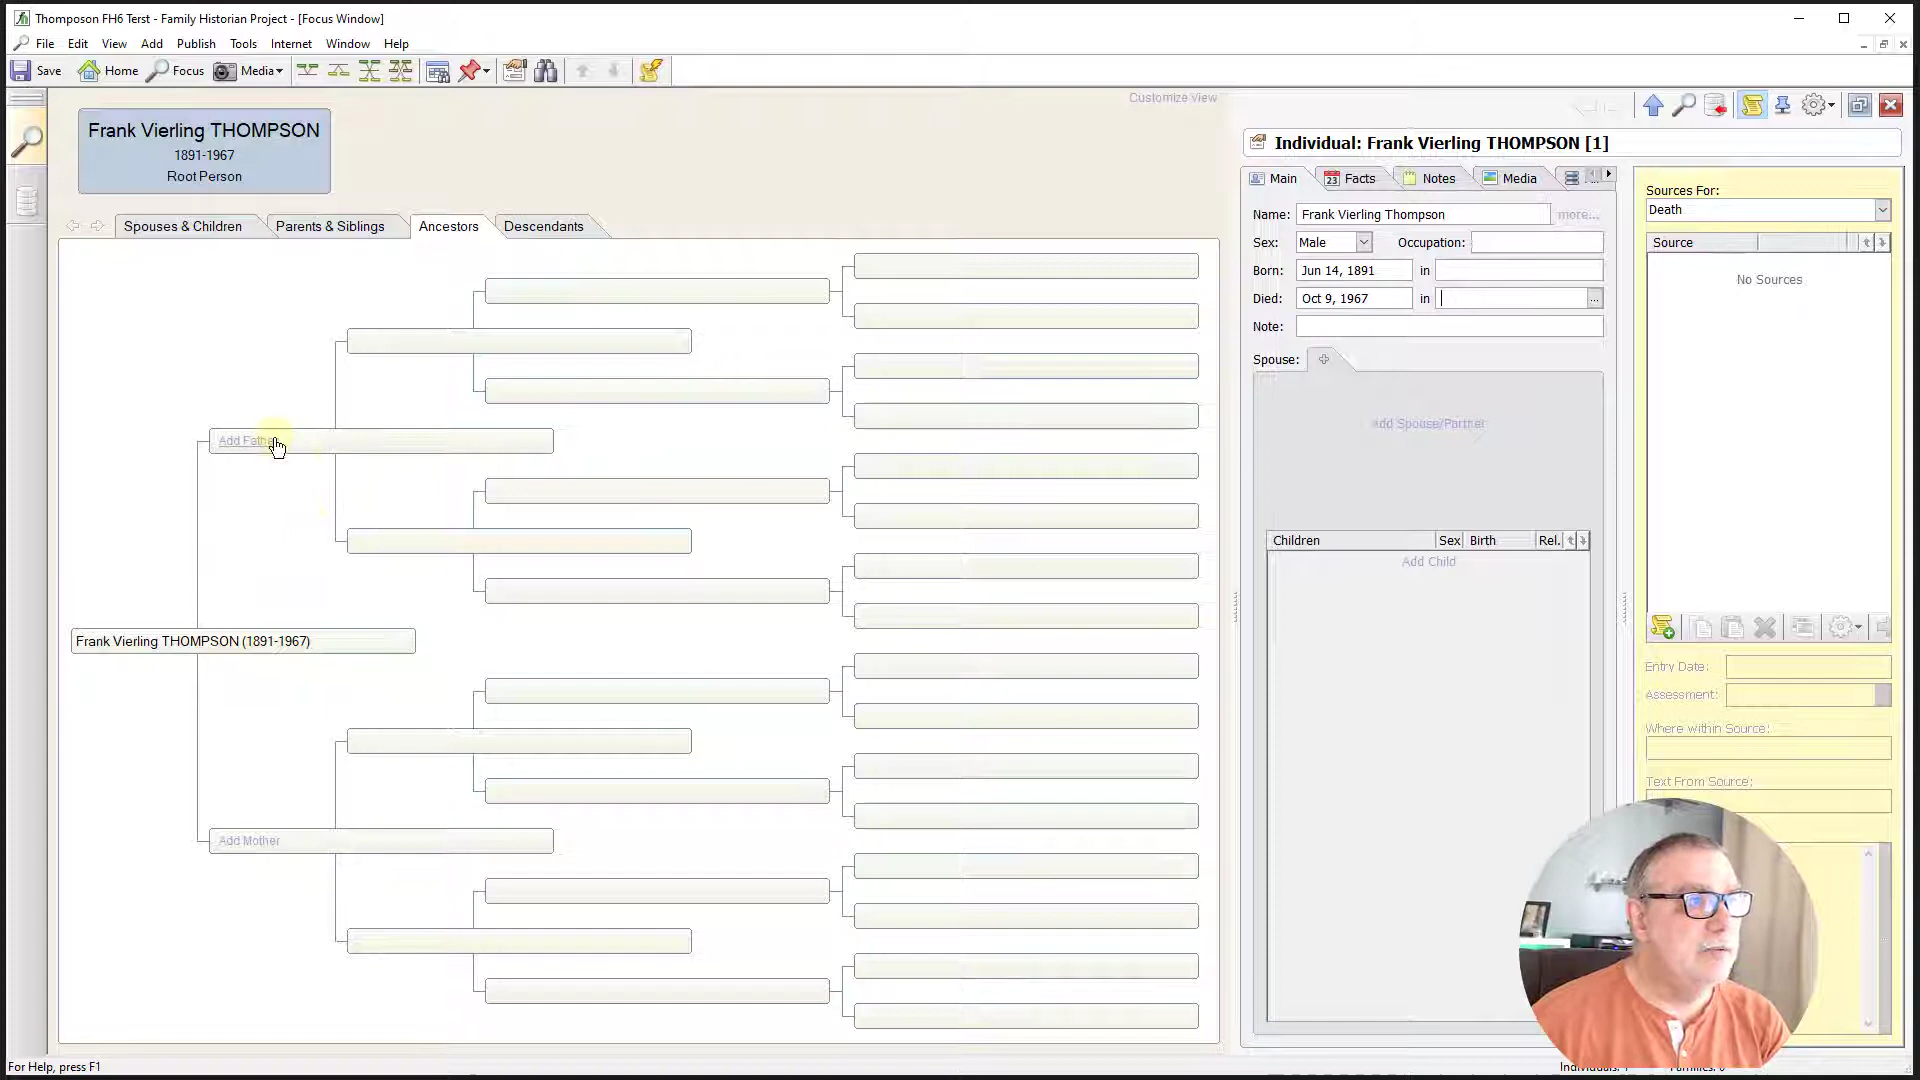 Thomposon FH6 Terst - Family Historian Project - [Focus Window]
File Edit View Add Publish Tools Internet Window Help
Save Home Focus Media
Customize View
Frank Vierling THOMPSON
1891-1967
Root Person
Spouses & Children Parents & Siblings Ancestors Descendants
Add Father
Frank Vierling THOMPSON (1891-1967)
Add Mother
Individual: Frank Vierling THOMPSON [1]
Main Facts Notes Media
Name: Frank Vierling Thompson more...
Sex: Male Occupation:
Born: Jun 14, 1891 in
Died: Oct 9, 1967 in ...
Note:
Spouse:
Add Spouse/Partner
Children Sex Birth Rel.
Add Child
Sources For:
Death
Source
No Sources
Entry Date:
Assessment:
Where within Source:
Text From Source:
For Help, press F1